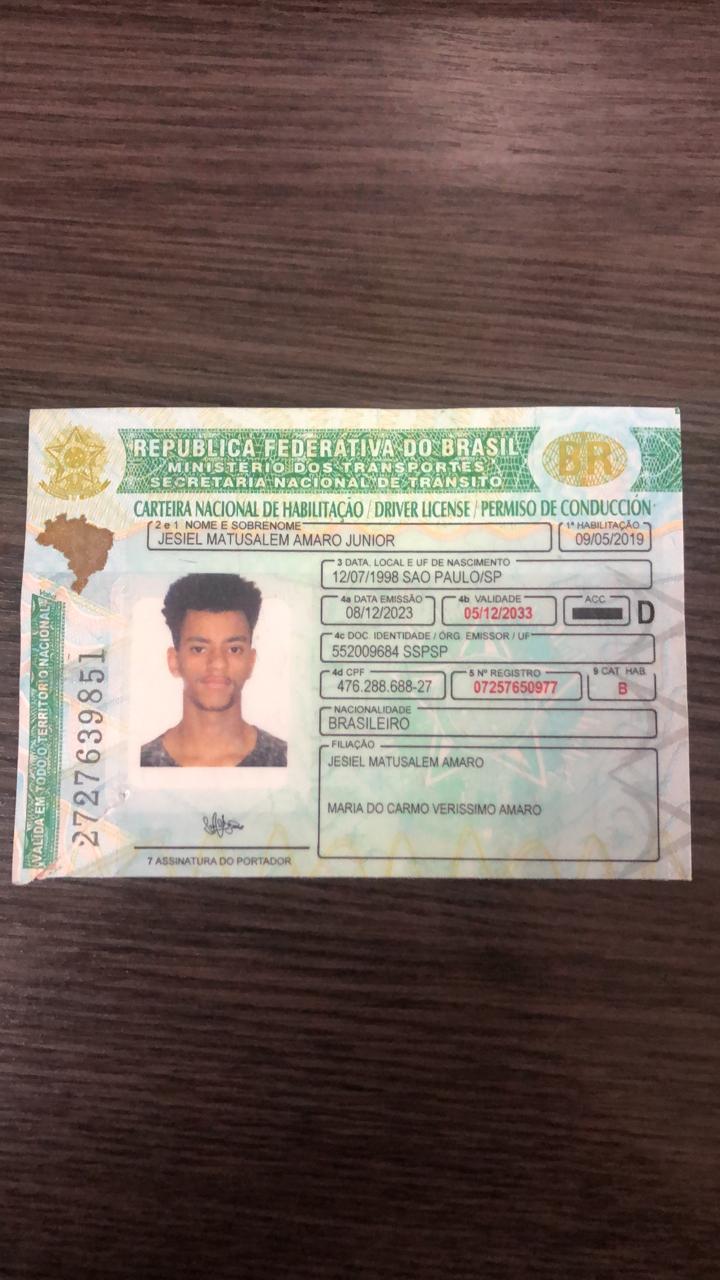 REPÚBLICA FEDERATIVA DO BRASIL
MINISTÉRIO DOS TRANSPORTES
SECRETARIA NACIONAL DE TRÂNSITO
BR
CARTEIRA NACIONAL DE HABILITAÇÃO / DRIVER LICENSE / PERMISO DE CONDUCCIÓN
2 e 1 NOME E SOBRENOME
JESIEL MATUSALEM AMARO JUNIOR
1ª HABILITAÇÃO
09/05/2019
3 DATA, LOCAL E UF DE NASCIMENTO
12/07/1998 SAO PAULO/SP
4a DATA EMISSÃO
08/12/2023
4b VALIDADE
05/12/2033
ACC
D
4c DOC. IDENTIDADE / ÓRG. EMISSOR / UF
552009684 SSPSP
4d CPF
476.288.688-27
5 Nº REGISTRO
07257650977
9 CAT. HAB.
B
NACIONALIDADE
BRASILEIRO
FILIAÇÃO
JESIEL MATUSALEM AMARO
MARIA DO CARMO VERISSIMO AMARO
7 ASSINATURA DO PORTADOR
VÁLIDA EM TODO O TERRITÓRIO NACIONAL
2727639851